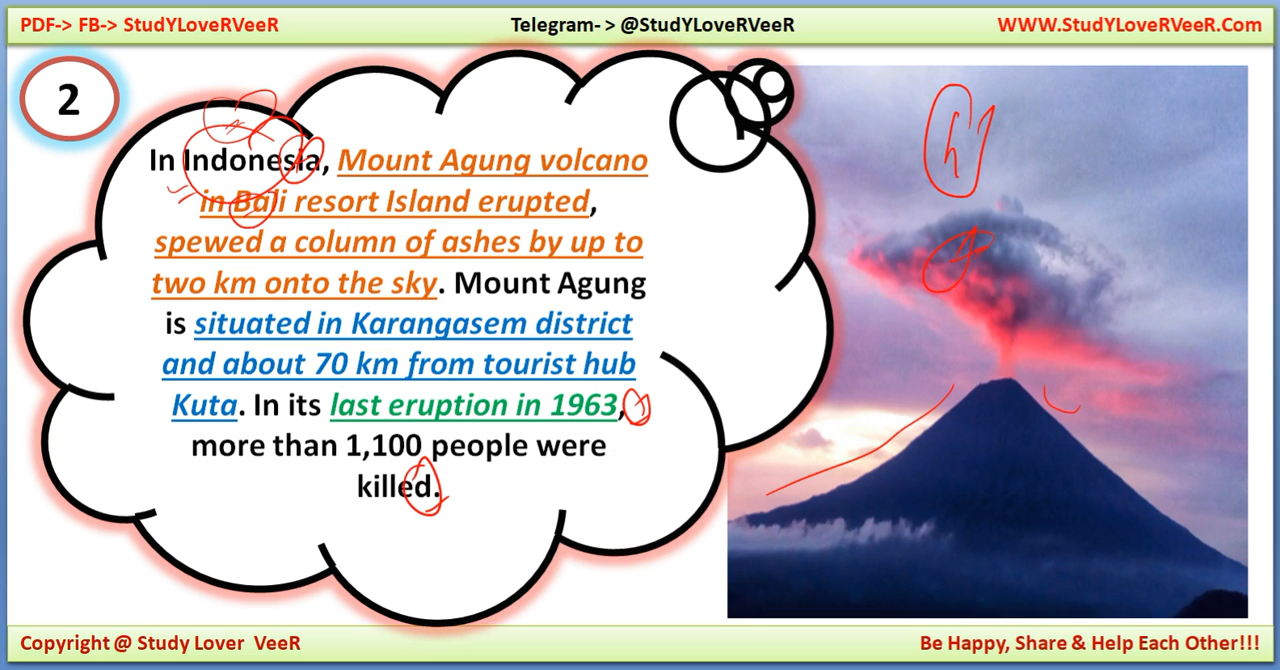 PDF-> FB-> StudYLoveRVeeR
Telegram- > @StudYLoveRVeeR
WWW.StudYLoveRVeeR.Com
2
In Indonesia, Mount Agung volcano
in Bali resort Island erupted,
spewed a column of ashes by up to
two km onto the sky. Mount Agung
is situated in Karangasem district
and about 70 km from tourist hub
Kuta. In its last eruption in 1963,
more than 1,100 people were
killed.
Copyright @ Study Lover VeeR
Be Happy, Share & Help Each Other!!!